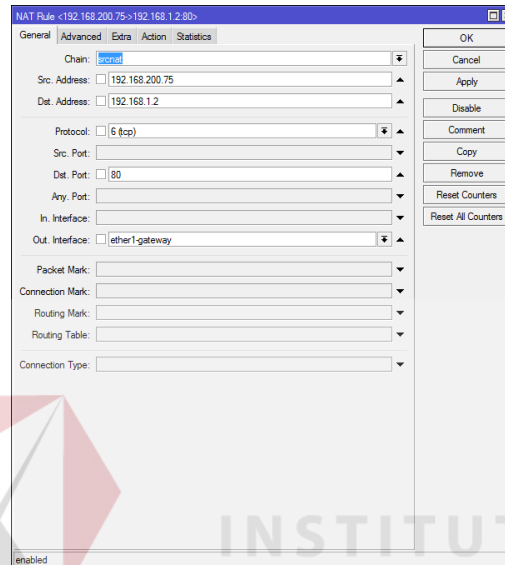 NAT Rule <192.168.200.75->192.168.1.2:80>
General Advanced Extra Action Statistics
Chain: srcnat
Src. Address: 192.168.200.75
Dst. Address: 192.168.1.2
Protocol: 6 (tcp)
Src. Port:
Dst. Port: 80
Any. Port:
In. Interface:
Out. Interface: ether1-gateway
Packet Mark:
Connection Mark:
Routing Mark:
Routing Table:
Connection Type:
OK
Cancel
Apply
Disable
Comment
Copy
Remove
Reset Counters
Reset All Counters
enabled